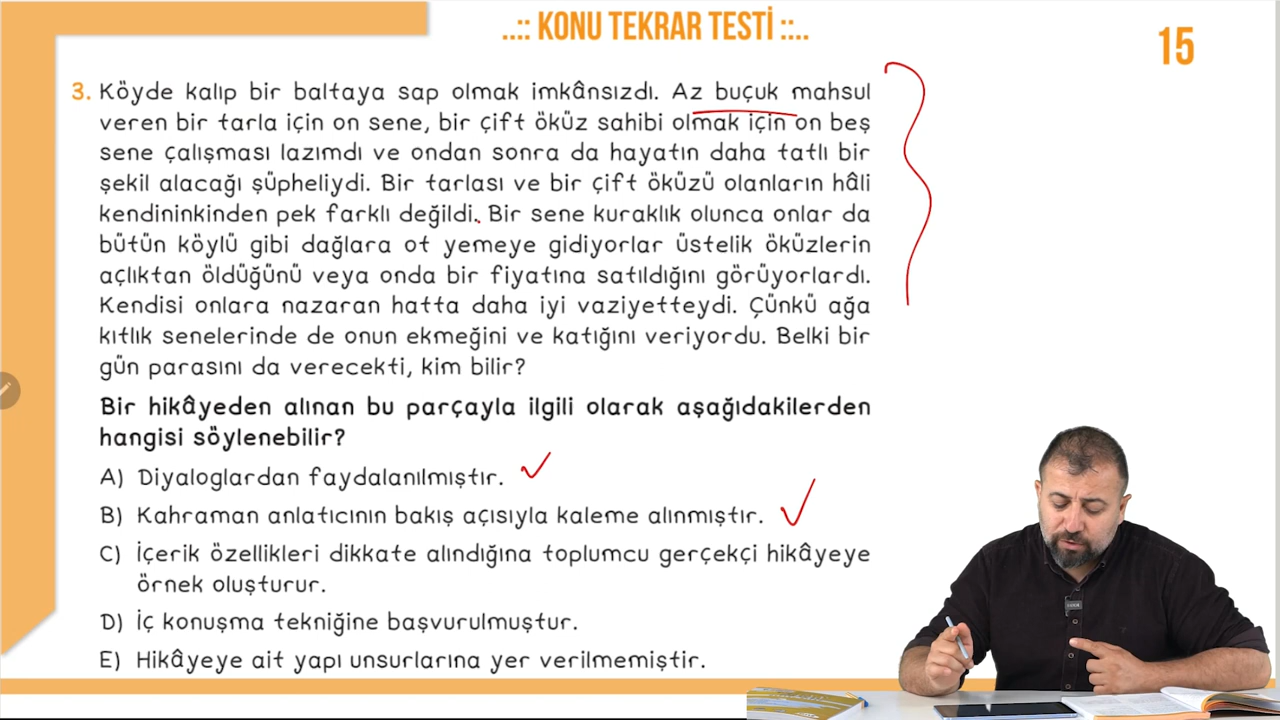 ..:: KONU TEKRAR TESTİ ::..
15
3. Köyde kalıp bir baltaya sap olmak imkânsızdı. Az buçuk mahsul
veren bir tarla için on sene, bir çift öküz sahibi olmak için on beş
sene çalışması lazımdı ve ondan sonra da hayatın daha tatlı bir
şekil alacağı şüpheliydi. Bir tarlası ve bir çift öküzü olanların hâli
kendininkinden pek farklı değildi. Bir sene kuraklık olunca onlar da
bütün köylü gibi dağlara ot yemeye gidiyorlar üstelik öküzlerin
açlıktan öldüğünü veya onda bir fiyatına satıldığını görüyorlardı.
Kendisi onlara nazaran hatta daha iyi vaziyetteydi. Çünkü ağa
kıtlık senelerinde de onun ekmeğini ve katığını veriyordu. Belki bir
gün parasını da verecekti, kim bilir?
Bir hikâyeden alınan bu parçayla ilgili olarak aşağıdakilerden
hangisi söylenebilir?
A) Diyaloglardan faydalanılmıştır.
B) Kahraman anlatıcının bakış açısıyla kaleme alınmıştır.
C) İçerik özellikleri dikkate alındığına toplumcu gerçekçi hikâyeye
örnek oluşturur.
D) İç konuşma tekniğine başvurulmuştur.
E) Hikâyeye ait yapı unsurlarına yer verilmemiştir.